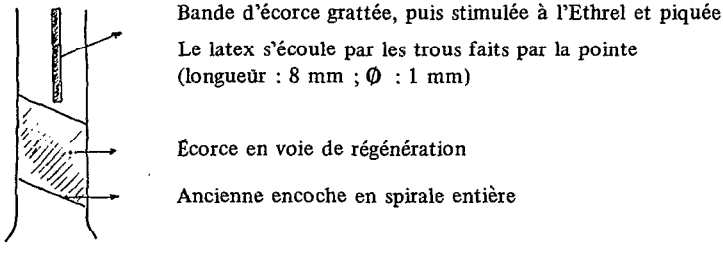 Bande d'écorce grattée, puis stimulée à l'Ethrel et piquée
Le latex s'écoule par les trous faits par la pointe
(longueur : 8 mm ; Ø : 1 mm)
Écorce en voie de régénération
Ancienne encoche en spirale entière